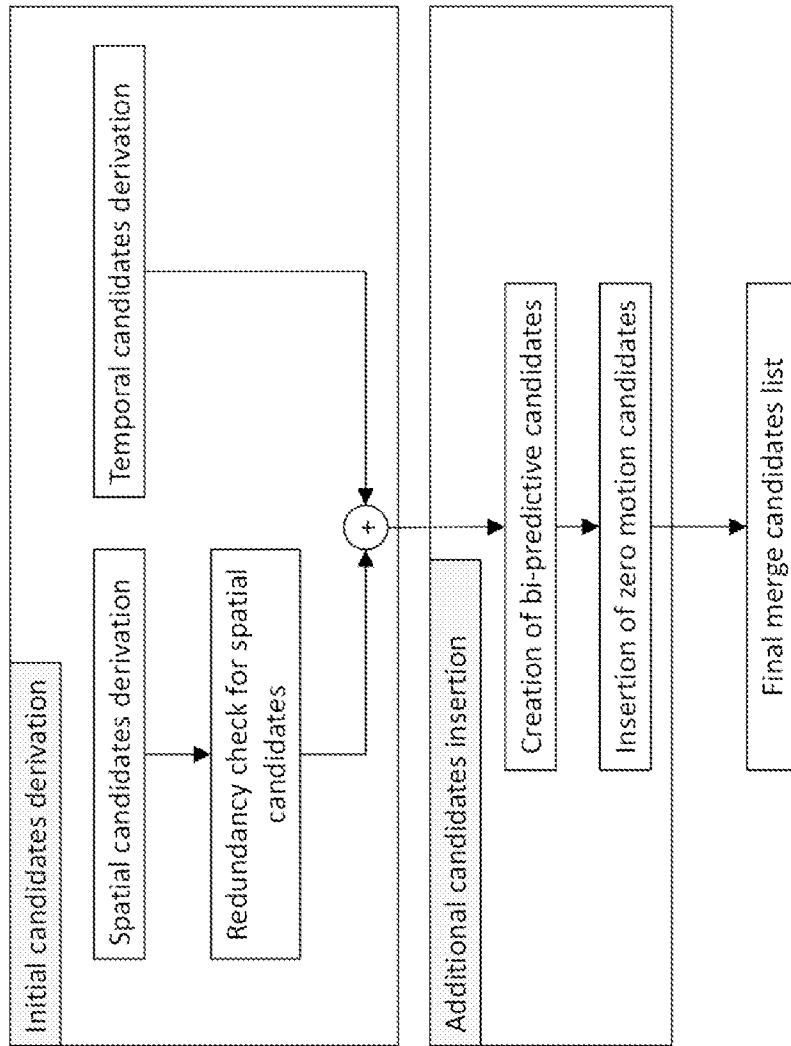 Initial candidates derivation
Spatial candidates derivation
Temporal candidates derivation
Redundancy check for spatial
candidates
+
Additional candidates insertion
Creation of bi-predictive candidates
Insertion of zero motion candidates
Final merge candidates list